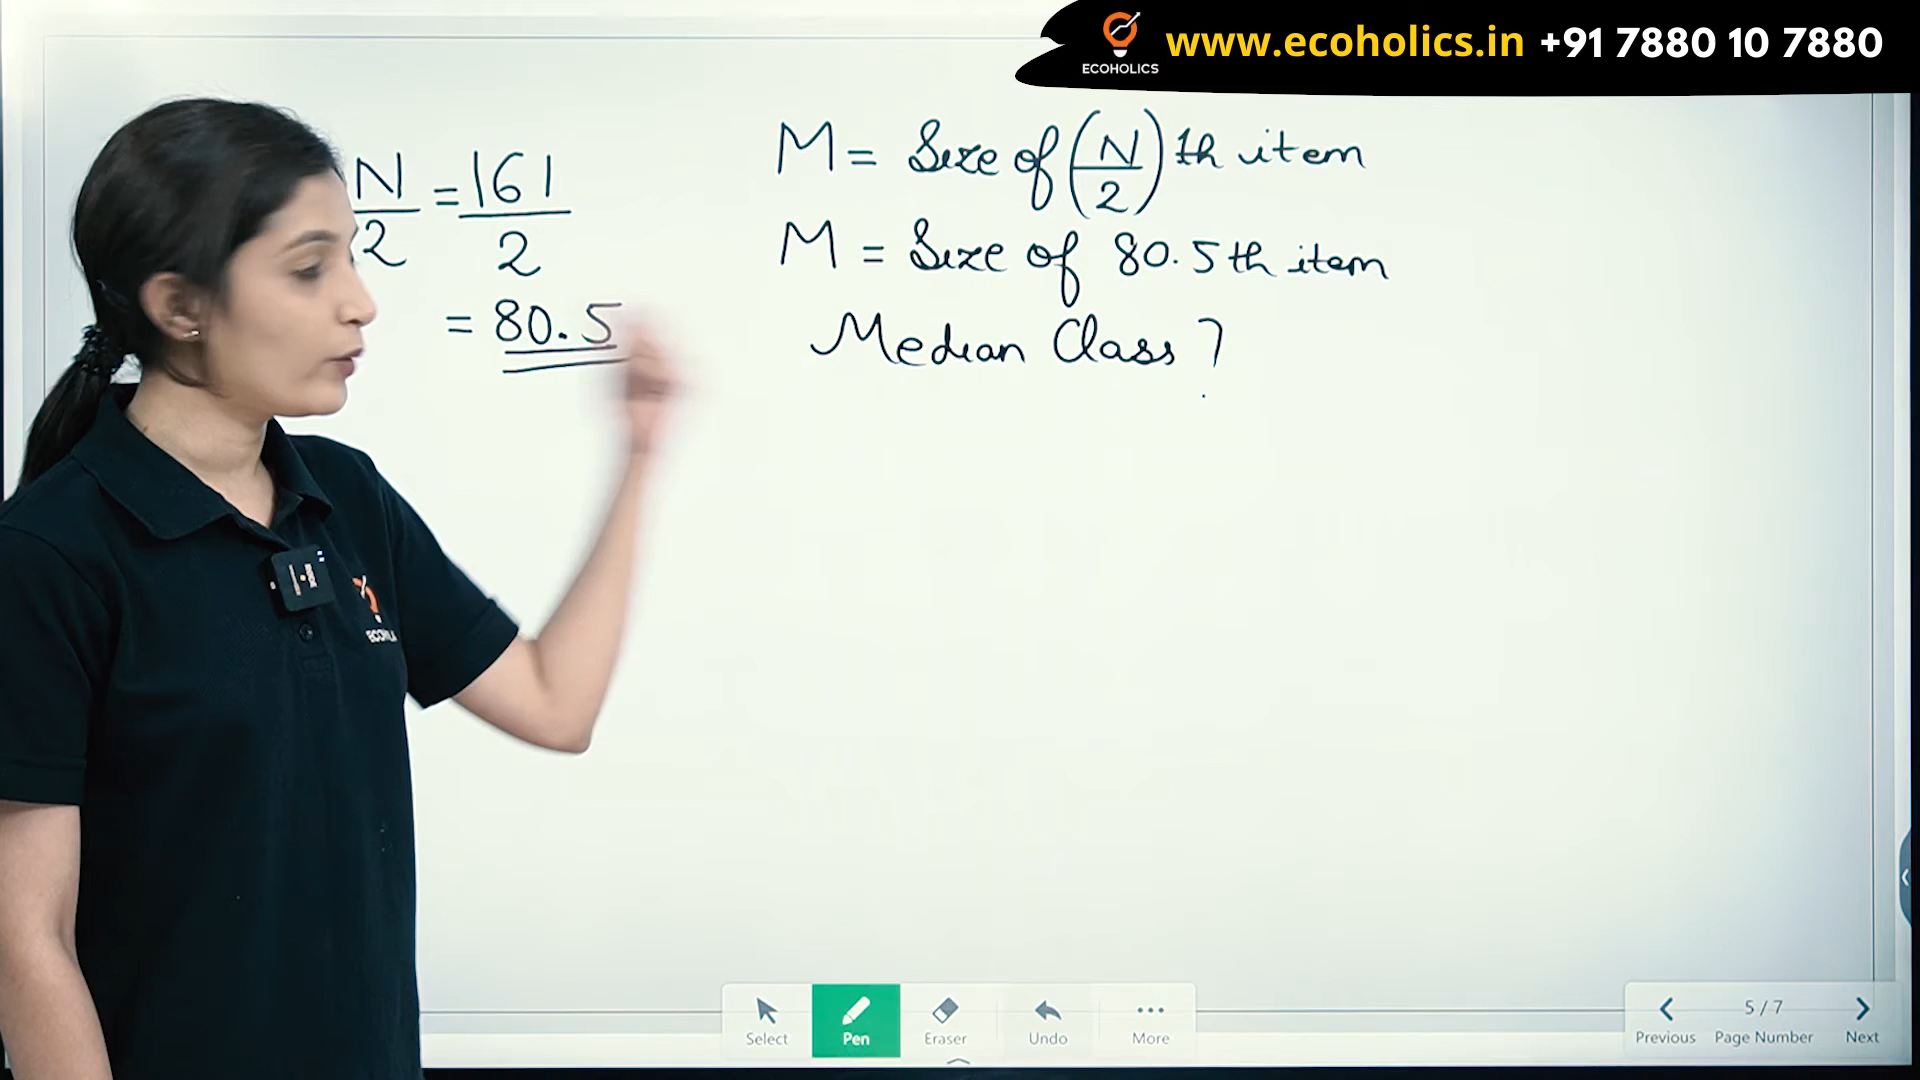 www.ecoholics.in +91 7880 10 7880
ECOHOLICS
N/2 = 161/2
= 80.5
M = Size of (N/2) th item
M = Size of 80.5 th item
Median Class ?
Select
Pen
Eraser
Undo
More
Previous
5 / 7
Page Number
Next